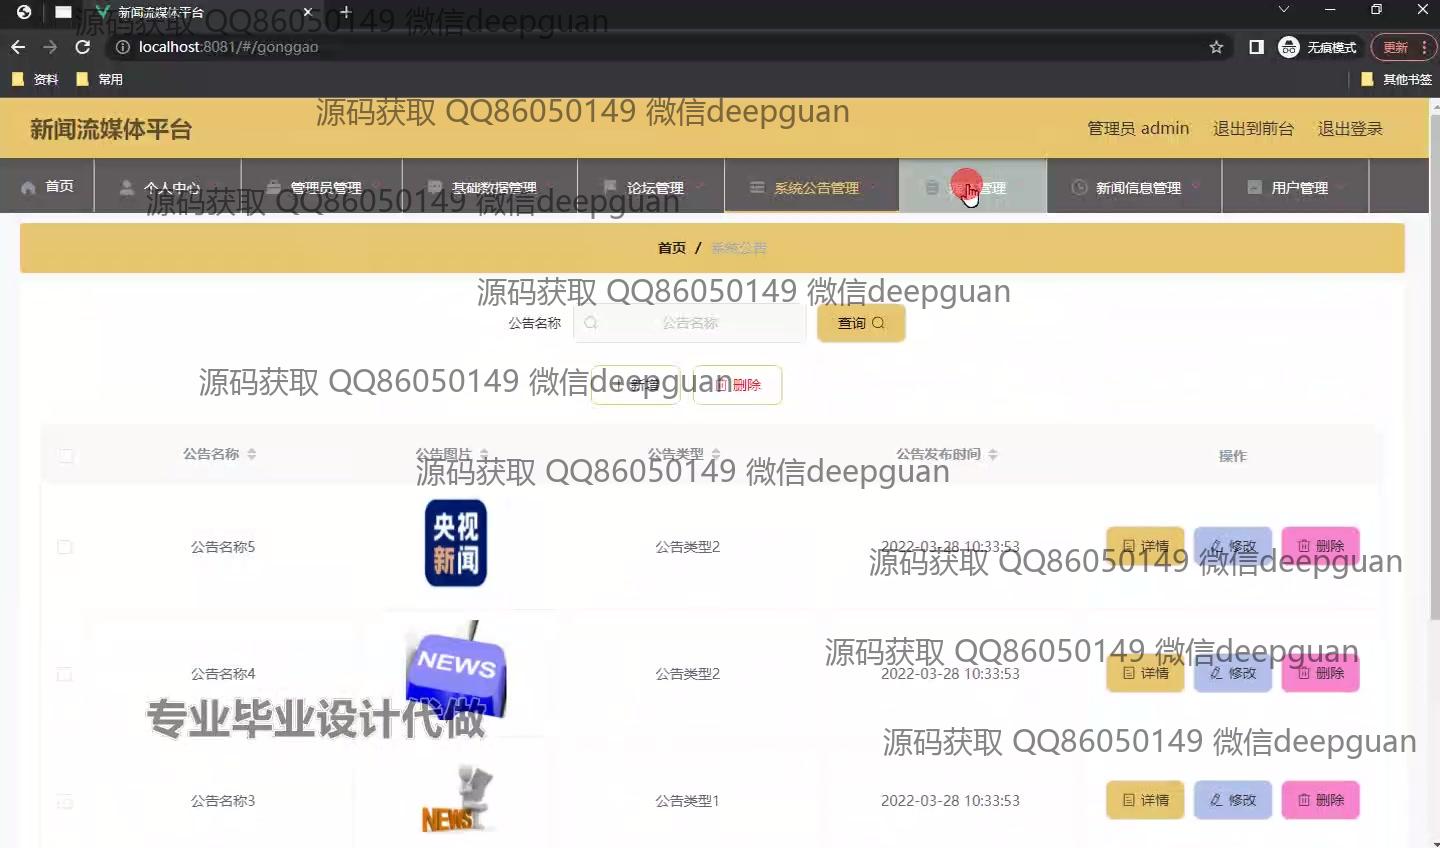 新闻流媒体平台
源码获取 QQ86050149 微信deepguan
localhost:8081/#/gonggao
无痕模式
更新
资料
常用
其他书签
源码获取 QQ86050149 微信deepguan
新闻流媒体平台
管理员 admin
退出到前台
退出登录
首页
个人中心
管理员管理
基础数据管理
论坛管理
系统公告管理
管理
新闻信息管理
用户管理
源码获取 QQ86050149 微信deepguan
首页 / 系统公告
源码获取 QQ86050149 微信deepguan
公告名称
公告名称
查询
源码获取 QQ86050149 微信deepguan
新增
删除
公告名称
公告图片
公告类型
公告发布时间
操作
源码获取 QQ86050149 微信deepguan
公告名称5
央视
新闻
公告类型2
2022-03-28 10:33:53
详情
修改
删除
源码获取 QQ86050149 微信deepguan
源码获取 QQ86050149 微信deepguan
公告名称4
NEWS
公告类型2
2022-03-28 10:33:53
详情
修改
删除
专业毕业设计代做
源码获取 QQ86050149 微信deepguan
公告名称3
NEWS
公告类型1
2022-03-28 10:33:53
详情
修改
删除